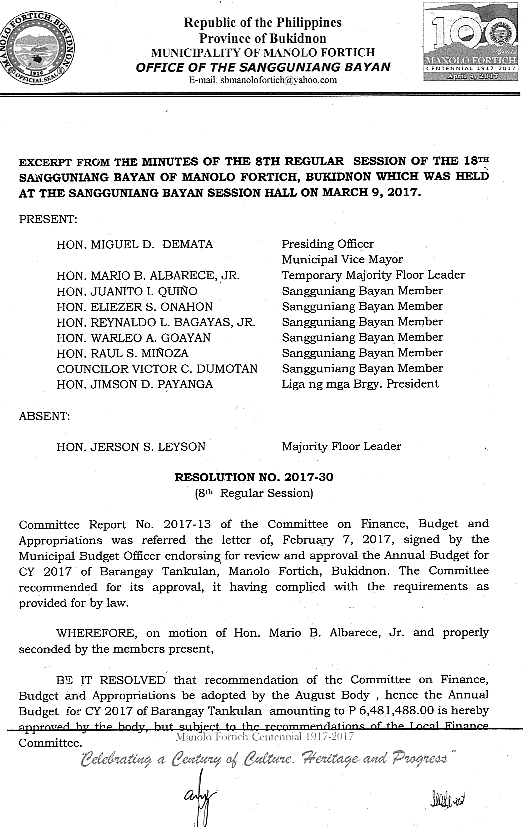 Republic of the Philippines
Province of Bukidnon
MUNICIPALITY OF MANOLO FORTICH
OFFICE OF THE SANGGUNIANG BAYAN
E-mail: sbmanolofortich@yahoo.com
100
MANOLO FORTICH
CENTENNIAL 1917 2017
April 4, 2017
MANOLO FORTICH, BUKIDNON
OFFICIAL SEAL
EXCERPT FROM THE MINUTES OF THE 8TH REGULAR SESSION OF THE 18TH
SANGGUNIANG BAYAN OF MANOLO FORTICH, BUKIDNON WHICH WAS HELD
AT THE SANGGUNIANG BAYAN SESSION HALL ON MARCH 9, 2017.
PRESENT:
HON. MIGUEL D. DEMATA Presiding Officer
Municipal Vice Mayor
HON. MARIO B. ALBARECE, JR. Temporary Majority Floor Leader
HON. JUANITO I. QUIÑO Sangguniang Bayan Member
HON. ELIEZER S. ONAHON Sangguniang Bayan Member
HON. REYNALDO L. BAGAYAS, JR. Sangguniang Bayan Member
HON. WARLEO A. GOAYAN Sangguniang Bayan Member
HON. RAUL S. MIÑOZA Sangguniang Bayan Member
COUNCILOR VICTOR C. DUMOTAN Sangguniang Bayan Member
HON. JIMSON D. PAYANGA Liga ng mga Brgy. President
ABSENT:
HON. JERSON S. LEYSON Majority Floor Leader
RESOLUTION NO. 2017-30
(8th Regular Session)
Committee Report No. 2017-13 of the Committee on Finance, Budget and
Appropriations was referred the letter of, February 7, 2017, signed by the
Municipal Budget Officer endorsing for review and approval the Annual Budget for
CY 2017 of Barangay Tankulan, Manolo Fortich, Bukidnon. The Committee
recommended for its approval, it having complied with the requirements as
provided for by law.
WHEREFORE, on motion of Hon. Mario B. Albarece, Jr. and properly
seconded by the members present,
BE IT RESOLVED that recommendation of the Committee on Finance,
Budget and Appropriations be adopted by the August Body , hence the Annual
Budget for CY 2017 of Barangay Tankulan amounting to P 6,481,488.00 is hereby
approved by the body, but subject to the recommendations of the Local Finance
Committee.
Manolo Fortich Centennial 1917-2017
"Celebrating a Century of Culture, Heritage and Progress"